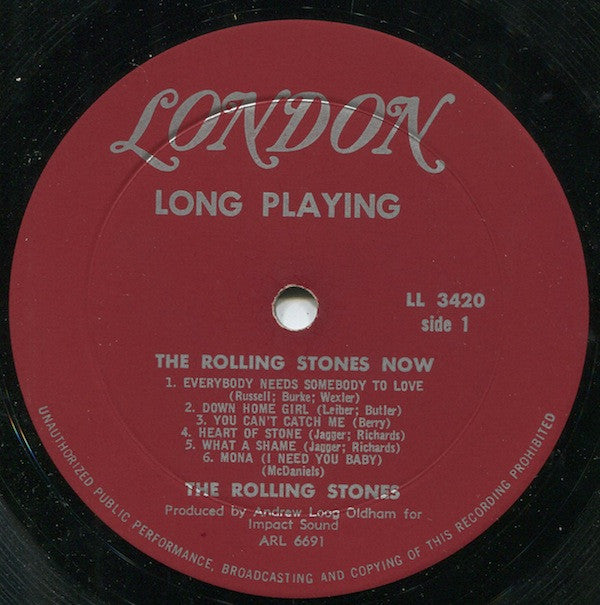 LONDON
LONG PLAYING
LL 3420
side 1
THE ROLLING STONES NOW
1. EVERYBODY NEEDS SOMEBODY TO LOVE
(Russell; Burke; Wexler)
2. DOWN HOME GIRL (Leiber; Butler)
3. YOU CAN'T CATCH ME (Berry)
4. HEART OF STONE (Jagger; Richards)
5. WHAT A SHAME (Jagger; Richards)
6. MONA (I NEED YOU BABY)
(McDaniels)
THE ROLLING STONES
Produced by Andrew Loog Oldham for
Impact Sound
ARL 6691
UNAUTHORIZED PUBLIC PERFORMANCE, BROADCASTING AND COPYING OF THIS RECORDING PROHIBITED